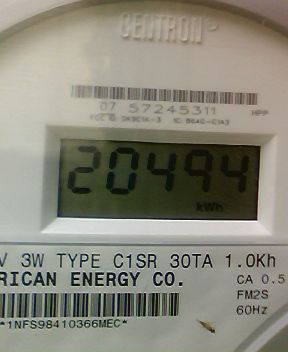 CENTRON®
07 57245311 HPP
20494
kWh
V 3W TYPE C1SR 30TA 1.0Kh
RICAN ENERGY CO. CA 0.5
FM2S
60Hz
*1NFS98410366MEC*